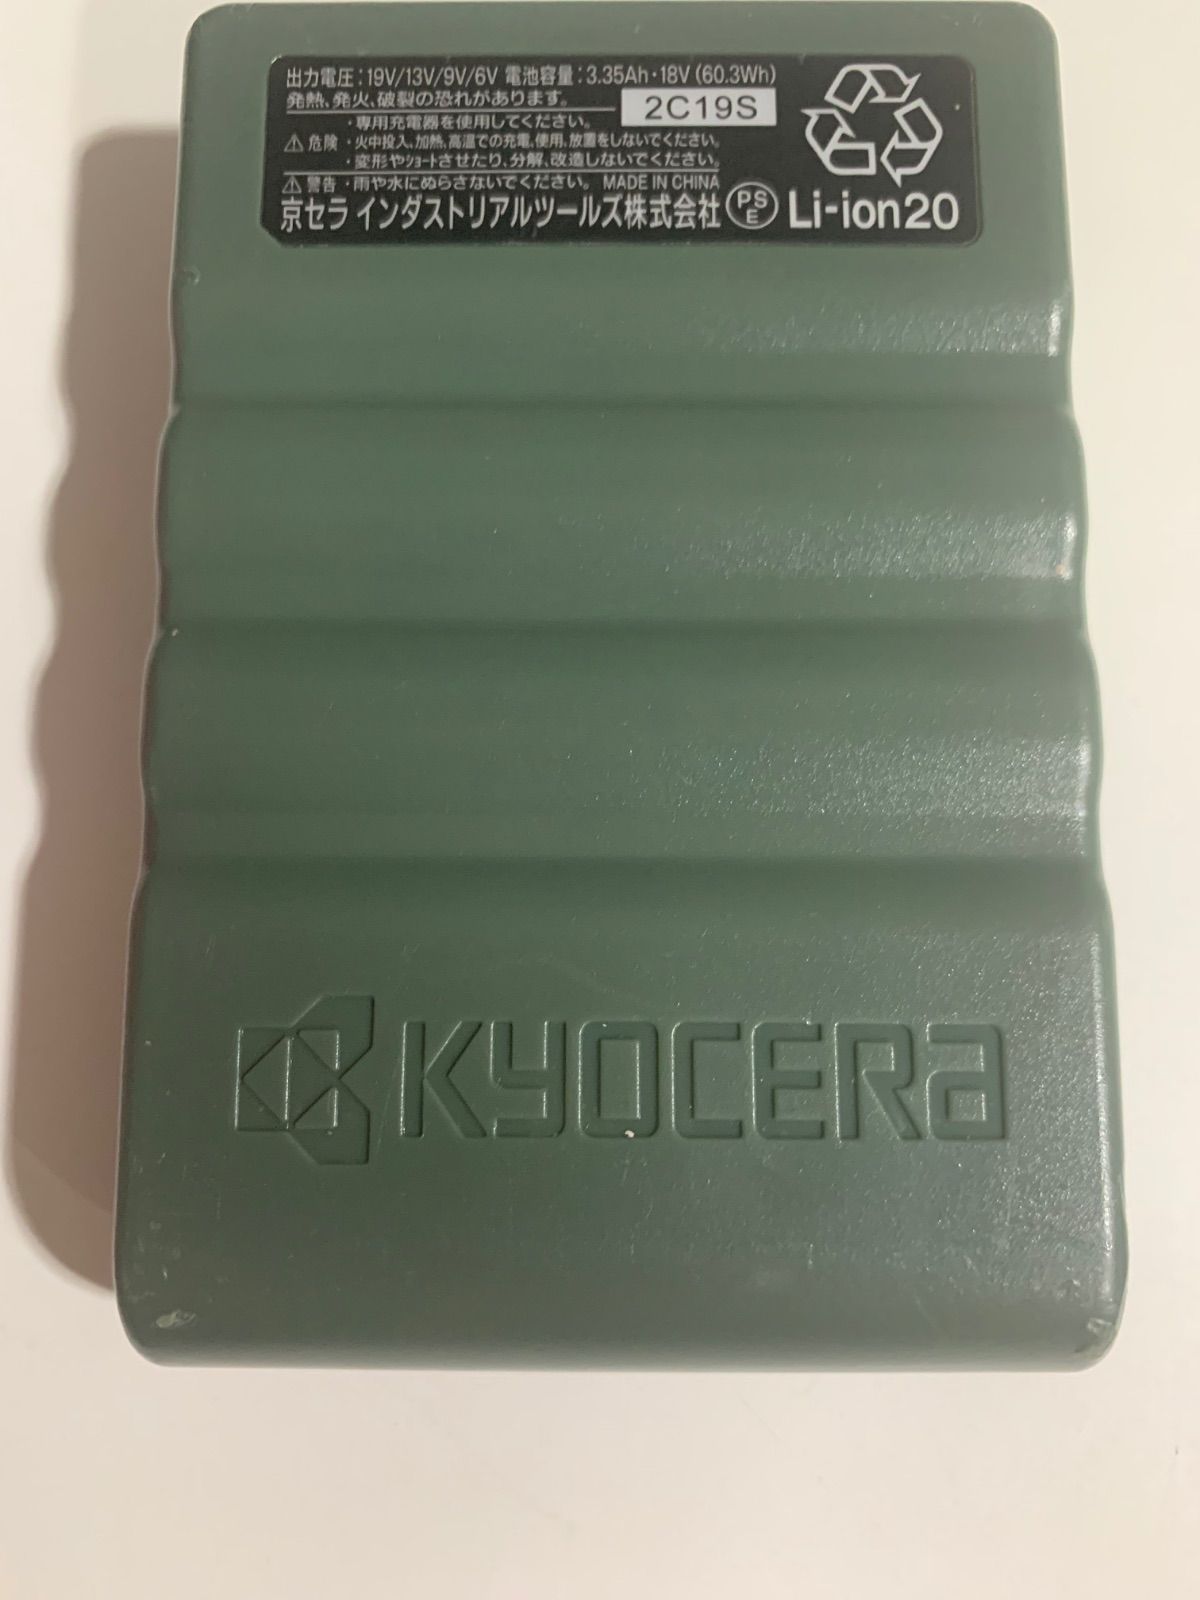 出力電圧：19V/13V/9V/6V 電池容量：3.35Ah・18V（60.3Wh）
発熱、発火、破裂の恐れがあります。
2C19S
・専用充電器を使用してください。
⚠危険 ・火中投入、加熱、高温での充電、使用、放置をしないでください。
・変形やショートさせたり、分解、改造しないでください。
⚠警告 ・雨や水にぬらさないでください。 MADE IN CHINA
京セラ インダストリアルツールズ株式会社 PSE Li-ion20
KYOCERA